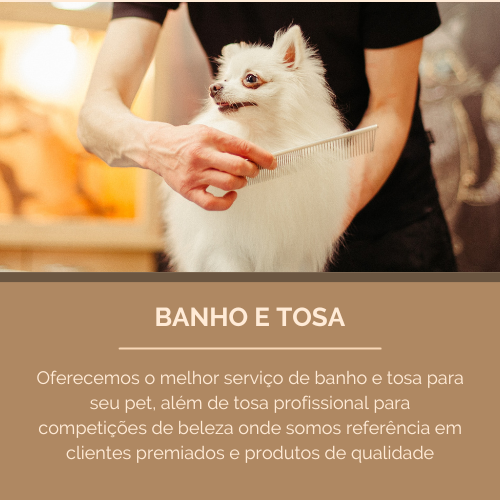 BANHO E TOSA
Oferecemos o melhor serviço de banho e tosa para
seu pet, além de tosa profissional para
competições de beleza onde somos referência em
clientes premiados e produtos de qualidade